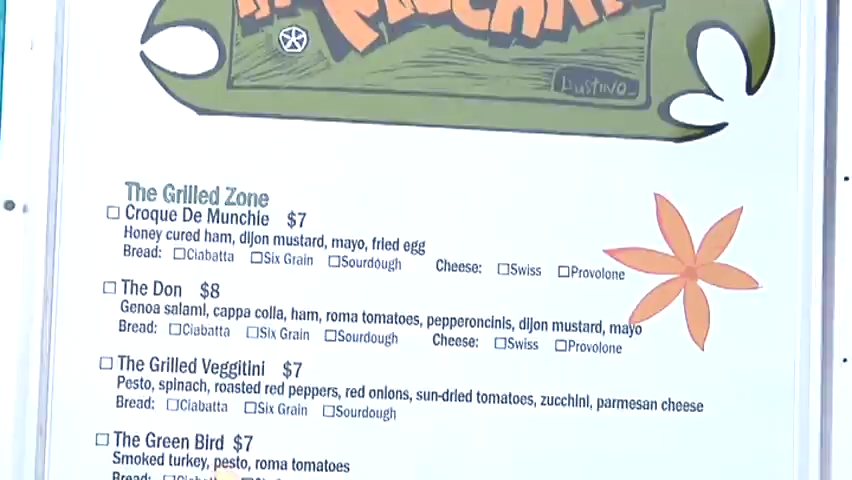 Dustino_
The Grilled Zone
☐ Croque De Munchie $7
Honey cured ham, dijon mustard, mayo, fried egg
Bread: ☐Ciabatta ☐Six Grain ☐Sourdough Cheese: ☐Swiss ☐Provolone
☐ The Don $8
Genoa salami, cappa colla, ham, roma tomatoes, pepperoncinis, dijon mustard, mayo
Bread: ☐Ciabatta ☐Six Grain ☐Sourdough Cheese: ☐Swiss ☐Provolone
☐ The Grilled Veggitini $7
Pesto, spinach, roasted red peppers, red onions, sun-dried tomatoes, zucchini, parmesan cheese
Bread: ☐Ciabatta ☐Six Grain ☐Sourdough
☐ The Green Bird $7
Smoked turkey, pesto, roma tomatoes
Bread: